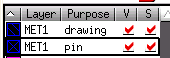 Layer Purpose V S
MET1 drawing
MET1 pin